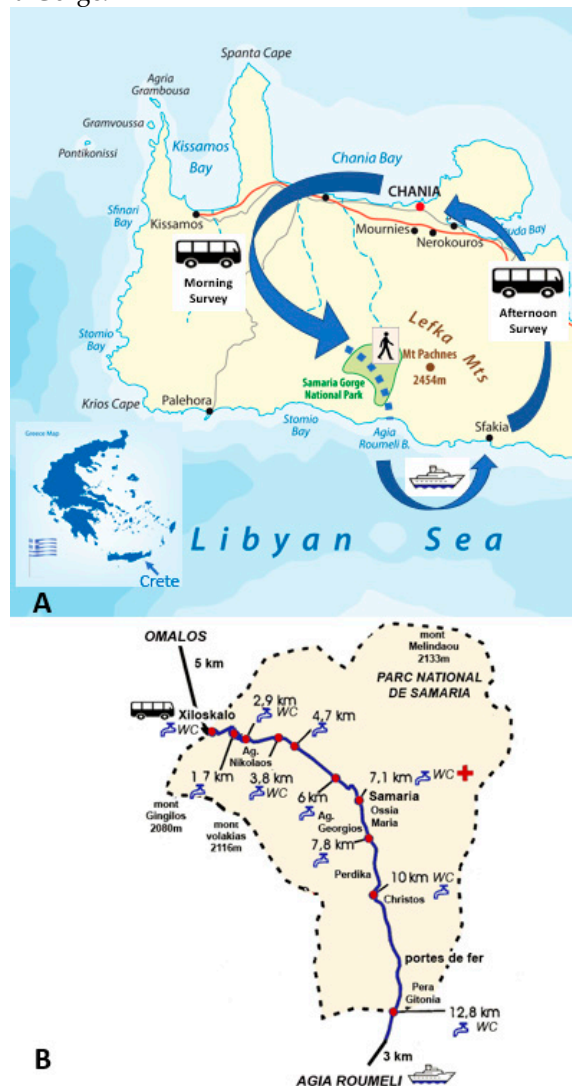 Spanta Cape
Agria
Grambousa
Gramvoussa
Pontikonissi
Kissamos
Bay
Chania Bay
CHANIA
Sfinari
Bay
Kissamos
Mournies
Nerokouros
uda Bay
Morning
Survey
Afternoon
Survey
Lefka Mts
Mt Pachnes
2454m
Samaria Gorge
National Park
Stomio
Bay
Krios Cape
Palehora
Stomio
Bay
Agia
Roumeli B.
Sfakia
Greece Map
Crete
Libyan Sea
A
OMALOS
5 km
mont
Melindaou
2133m
PARC NATIONAL
DE SAMARIA
Xiloskalo
WC
2,9 km
WC
4,7 km
Ag.
Nikolaos
1 7 km
3,8 km
WC
6 km
Ag.
Georgios
7,1 km WC
Samaria
Ossia
Maria
mont
Gingilos
2080m
mont
volakias
2116m
7,8 km
Perdika
10 km WC
Christos
portes de fer
Pera
Gitonia
12,8 km
WC
3 km
AGIA ROUMELI
B